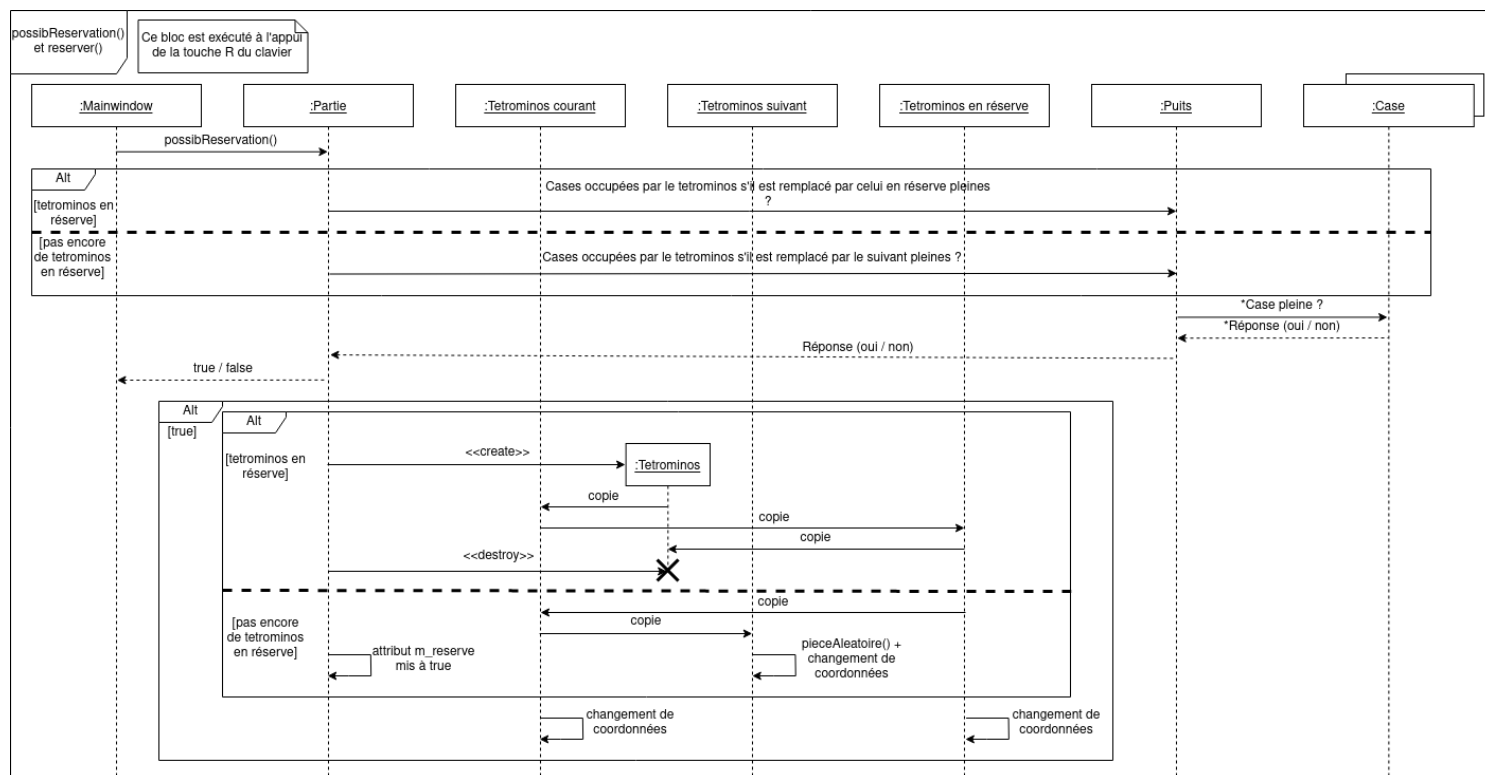 possibReservation()
et reserver()
Ce bloc est exécuté à l'appui
de la touche R du clavier
:Mainwindow
:Partie
:Tetrominos courant
:Tetrominos suivant
:Tetrominos en réserve
:Puits
:Case
possibReservation()
Alt
[tetrominos en
réserve]
Cases occupées par le tetrominos s'il est remplacé par celui en réserve pleines
?
[pas encore
de tetrominos
en réserve]
Cases occupées par le tetrominos s'il est remplacé par le suivant pleines ?
*Case pleine ?
*Réponse (oui / non)
Réponse (oui / non)
true / false
Alt
[true]
Alt
[tetrominos en
réserve]
<<create>>
:Tetrominos
copie
copie
copie
<<destroy>>
copie
[pas encore
de tetrominos
en réserve]
copie
attribut m_reserve
mis à true
pieceAleatoire() +
changement de
coordonnées
changement de
coordonnées
changement de
coordonnées